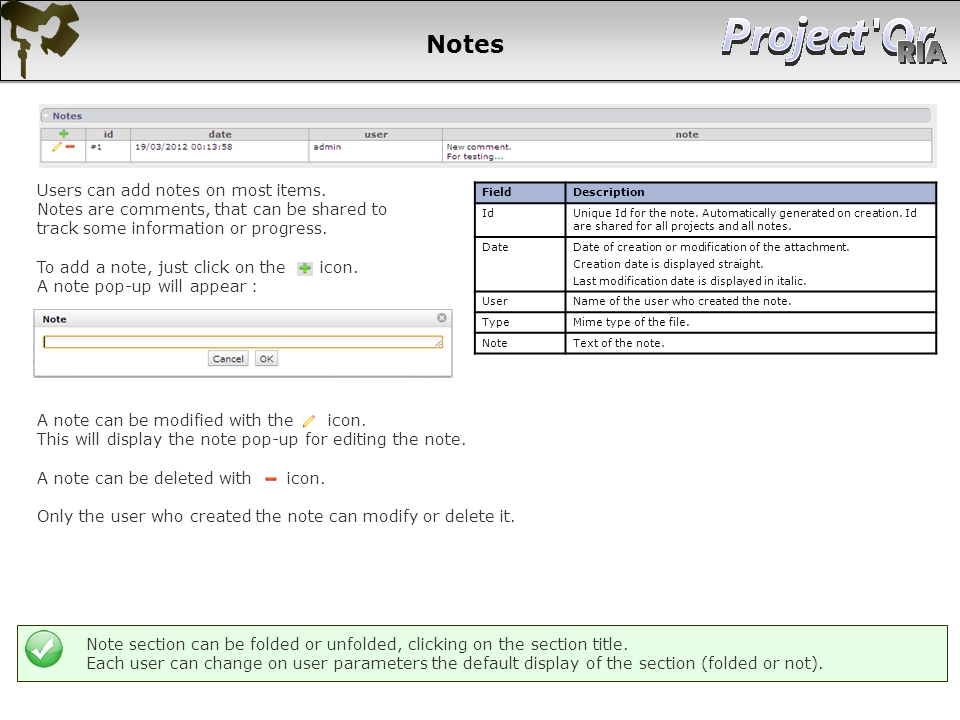 Notes
Project'Or
RIA
Notes
id date user note
#1 19/03/2012 00:13:58 admin New comment.
For testing...
Users can add notes on most items.
Notes are comments, that can be shared to
track some information or progress.
To add a note, just click on the icon.
A note pop-up will appear :
Note
Cancel OK
Field Description
Id Unique Id for the note. Automatically generated on creation. Id
are shared for all projects and all notes.
Date Date of creation or modification of the attachment.
Creation date is displayed straight.
Last modification date is displayed in italic.
User Name of the user who created the note.
Type Mime type of the file.
Note Text of the note.
A note can be modified with the icon.
This will display the note pop-up for editing the note.
A note can be deleted with icon.
Only the user who created the note can modify or delete it.
Note section can be folded or unfolded, clicking on the section title.
Each user can change on user parameters the default display of the section (folded or not).